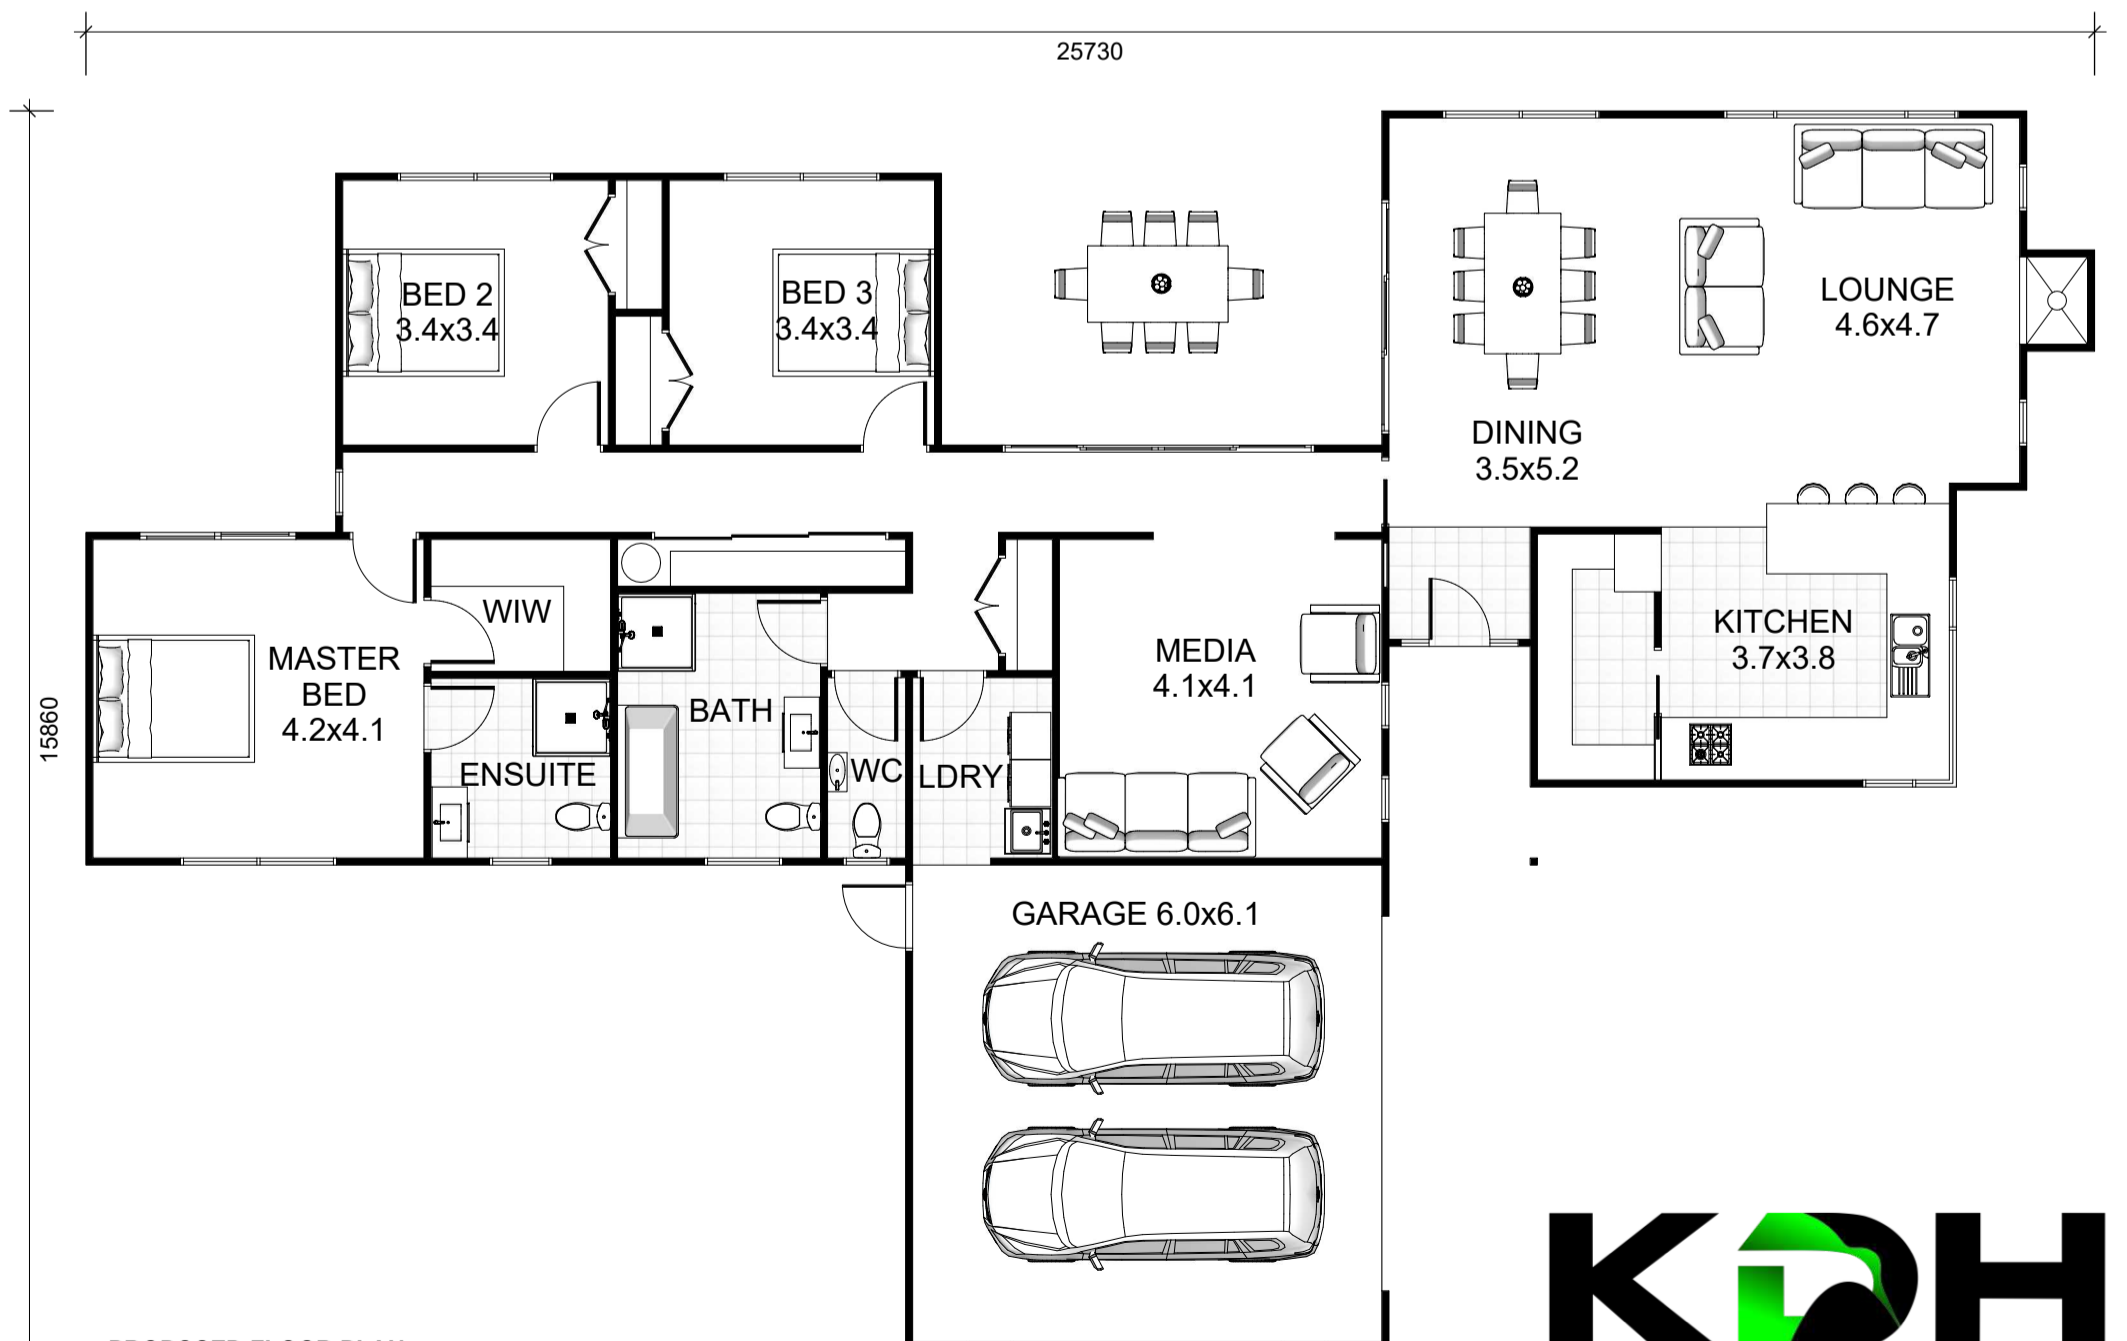 25730
15860
BED 2
3.4x3.4
BED 3
3.4x3.4
LOUNGE
4.6x4.7
DINING
3.5x5.2
WIW
MASTER
BED
4.2x4.1
ENSUITE
BATH
WC
LDRY
MEDIA
4.1x4.1
KITCHEN
3.7x3.8
GARAGE 6.0x6.1
KDH